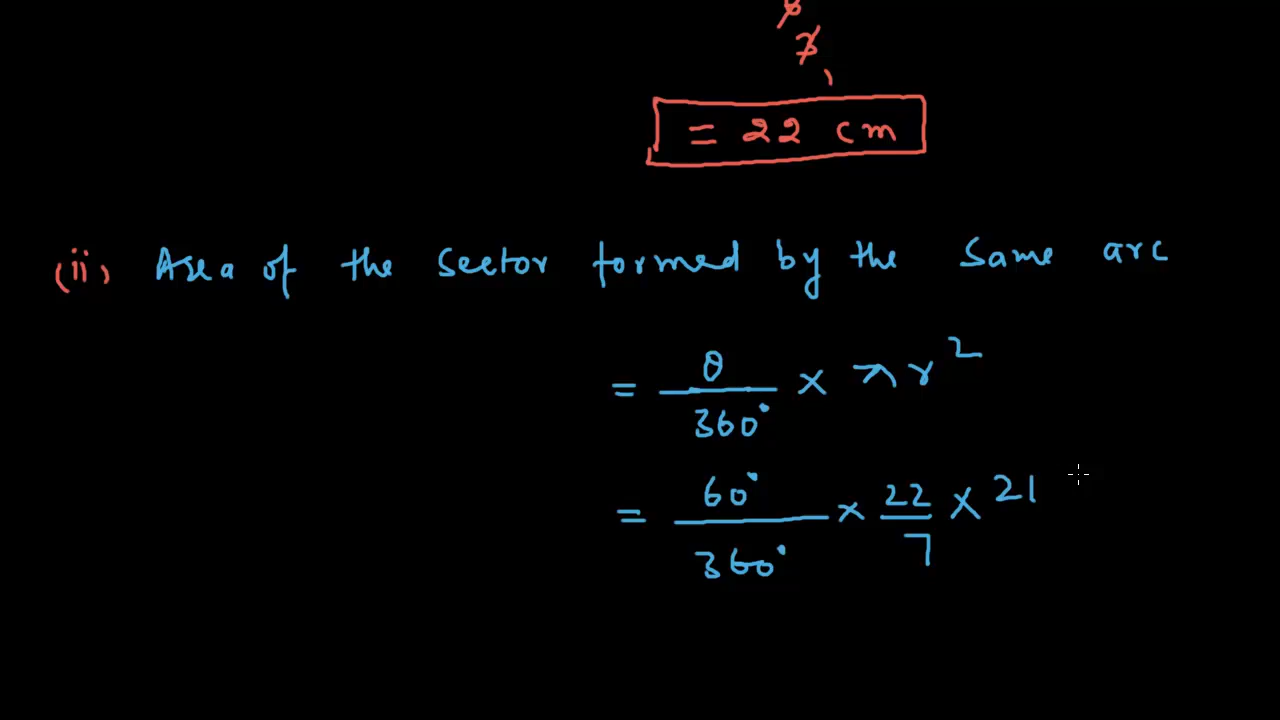 = 22 cm
(ii) Area of the sector formed by the same arc
= θ/360° × πr²
= 60°/360° × 22/7 × 21